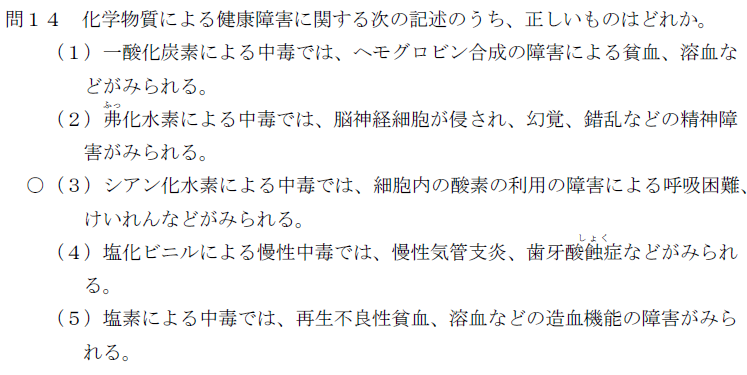 問１４　化学物質による健康障害に関する次の記述のうち、正しいものはどれか。
（１）一酸化炭素による中毒では、ヘモグロビン合成の障害による貧血、溶血な
どがみられる。
ふっ
（２）弗化水素による中毒では、脳神経細胞が侵され、幻覚、錯乱などの精神障
害がみられる。
○（３）シアン化水素による中毒では、細胞内の酸素の利用の障害による呼吸困難、
けいれんなどがみられる。
しょく
（４）塩化ビニルによる慢性中毒では、慢性気管支炎、歯牙酸蝕症などがみられ
る。
（５）塩素による中毒では、再生不良性貧血、溶血などの造血機能の障害がみら
れる。